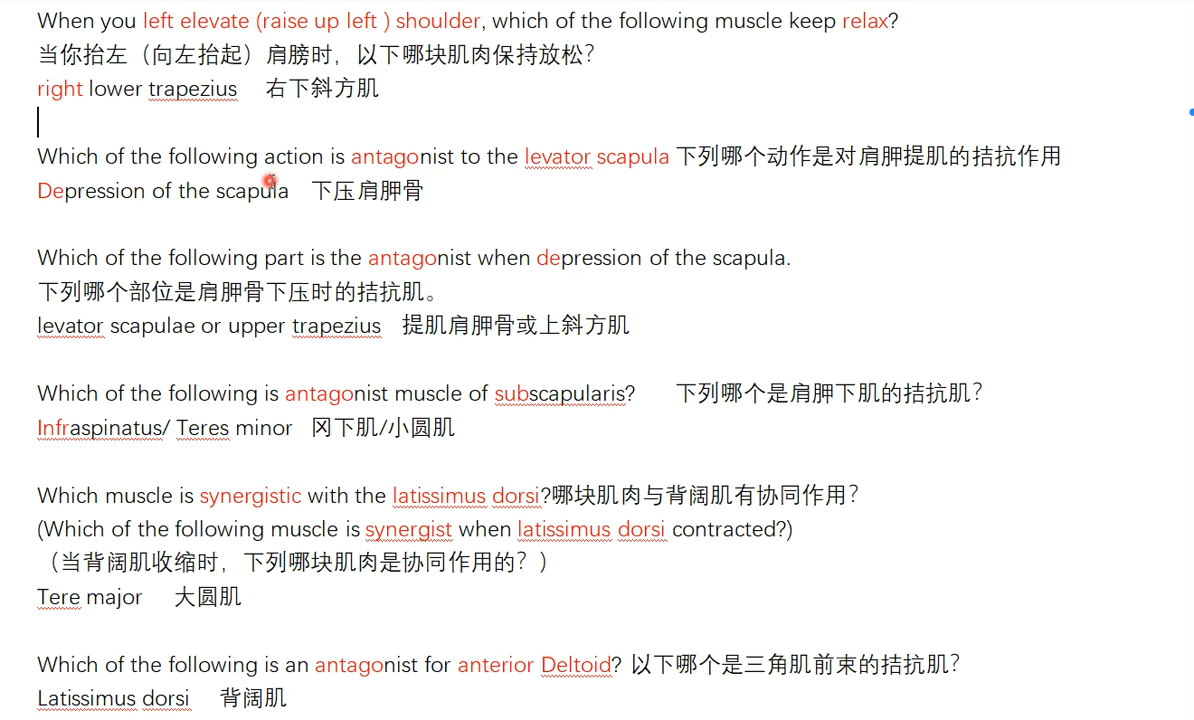 When you left elevate (raise up left ) shoulder, which of the following muscle keep relax?
当你抬左（向左抬起）肩膀时，以下哪块肌肉保持放松？
right lower trapezius 右下斜方肌
Which of the following action is antagonist to the levator scapula 下列哪个动作是对肩胛提肌的拮抗作用
Depression of the scapula 下压肩胛骨
Which of the following part is the antagonist when depression of the scapula.
下列哪个部位是肩胛骨下压时的拮抗肌。
levator scapulae or upper trapezius 提肌肩胛骨或上斜方肌
Which of the following is antagonist muscle of subscapularis? 下列哪个是肩胛下肌的拮抗肌？
Infraspinatus/ Teres minor 冈下肌/小圆肌
Which muscle is synergistic with the latissimus dorsi?哪块肌肉与背阔肌有协同作用？
(Which of the following muscle is synergist when latissimus dorsi contracted?)
（当背阔肌收缩时，下列哪块肌肉是协同作用的？）
Tere major 大圆肌
Which of the following is an antagonist for anterior Deltoid? 以下哪个是三角肌前束的拮抗肌？
Latissimus dorsi 背阔肌